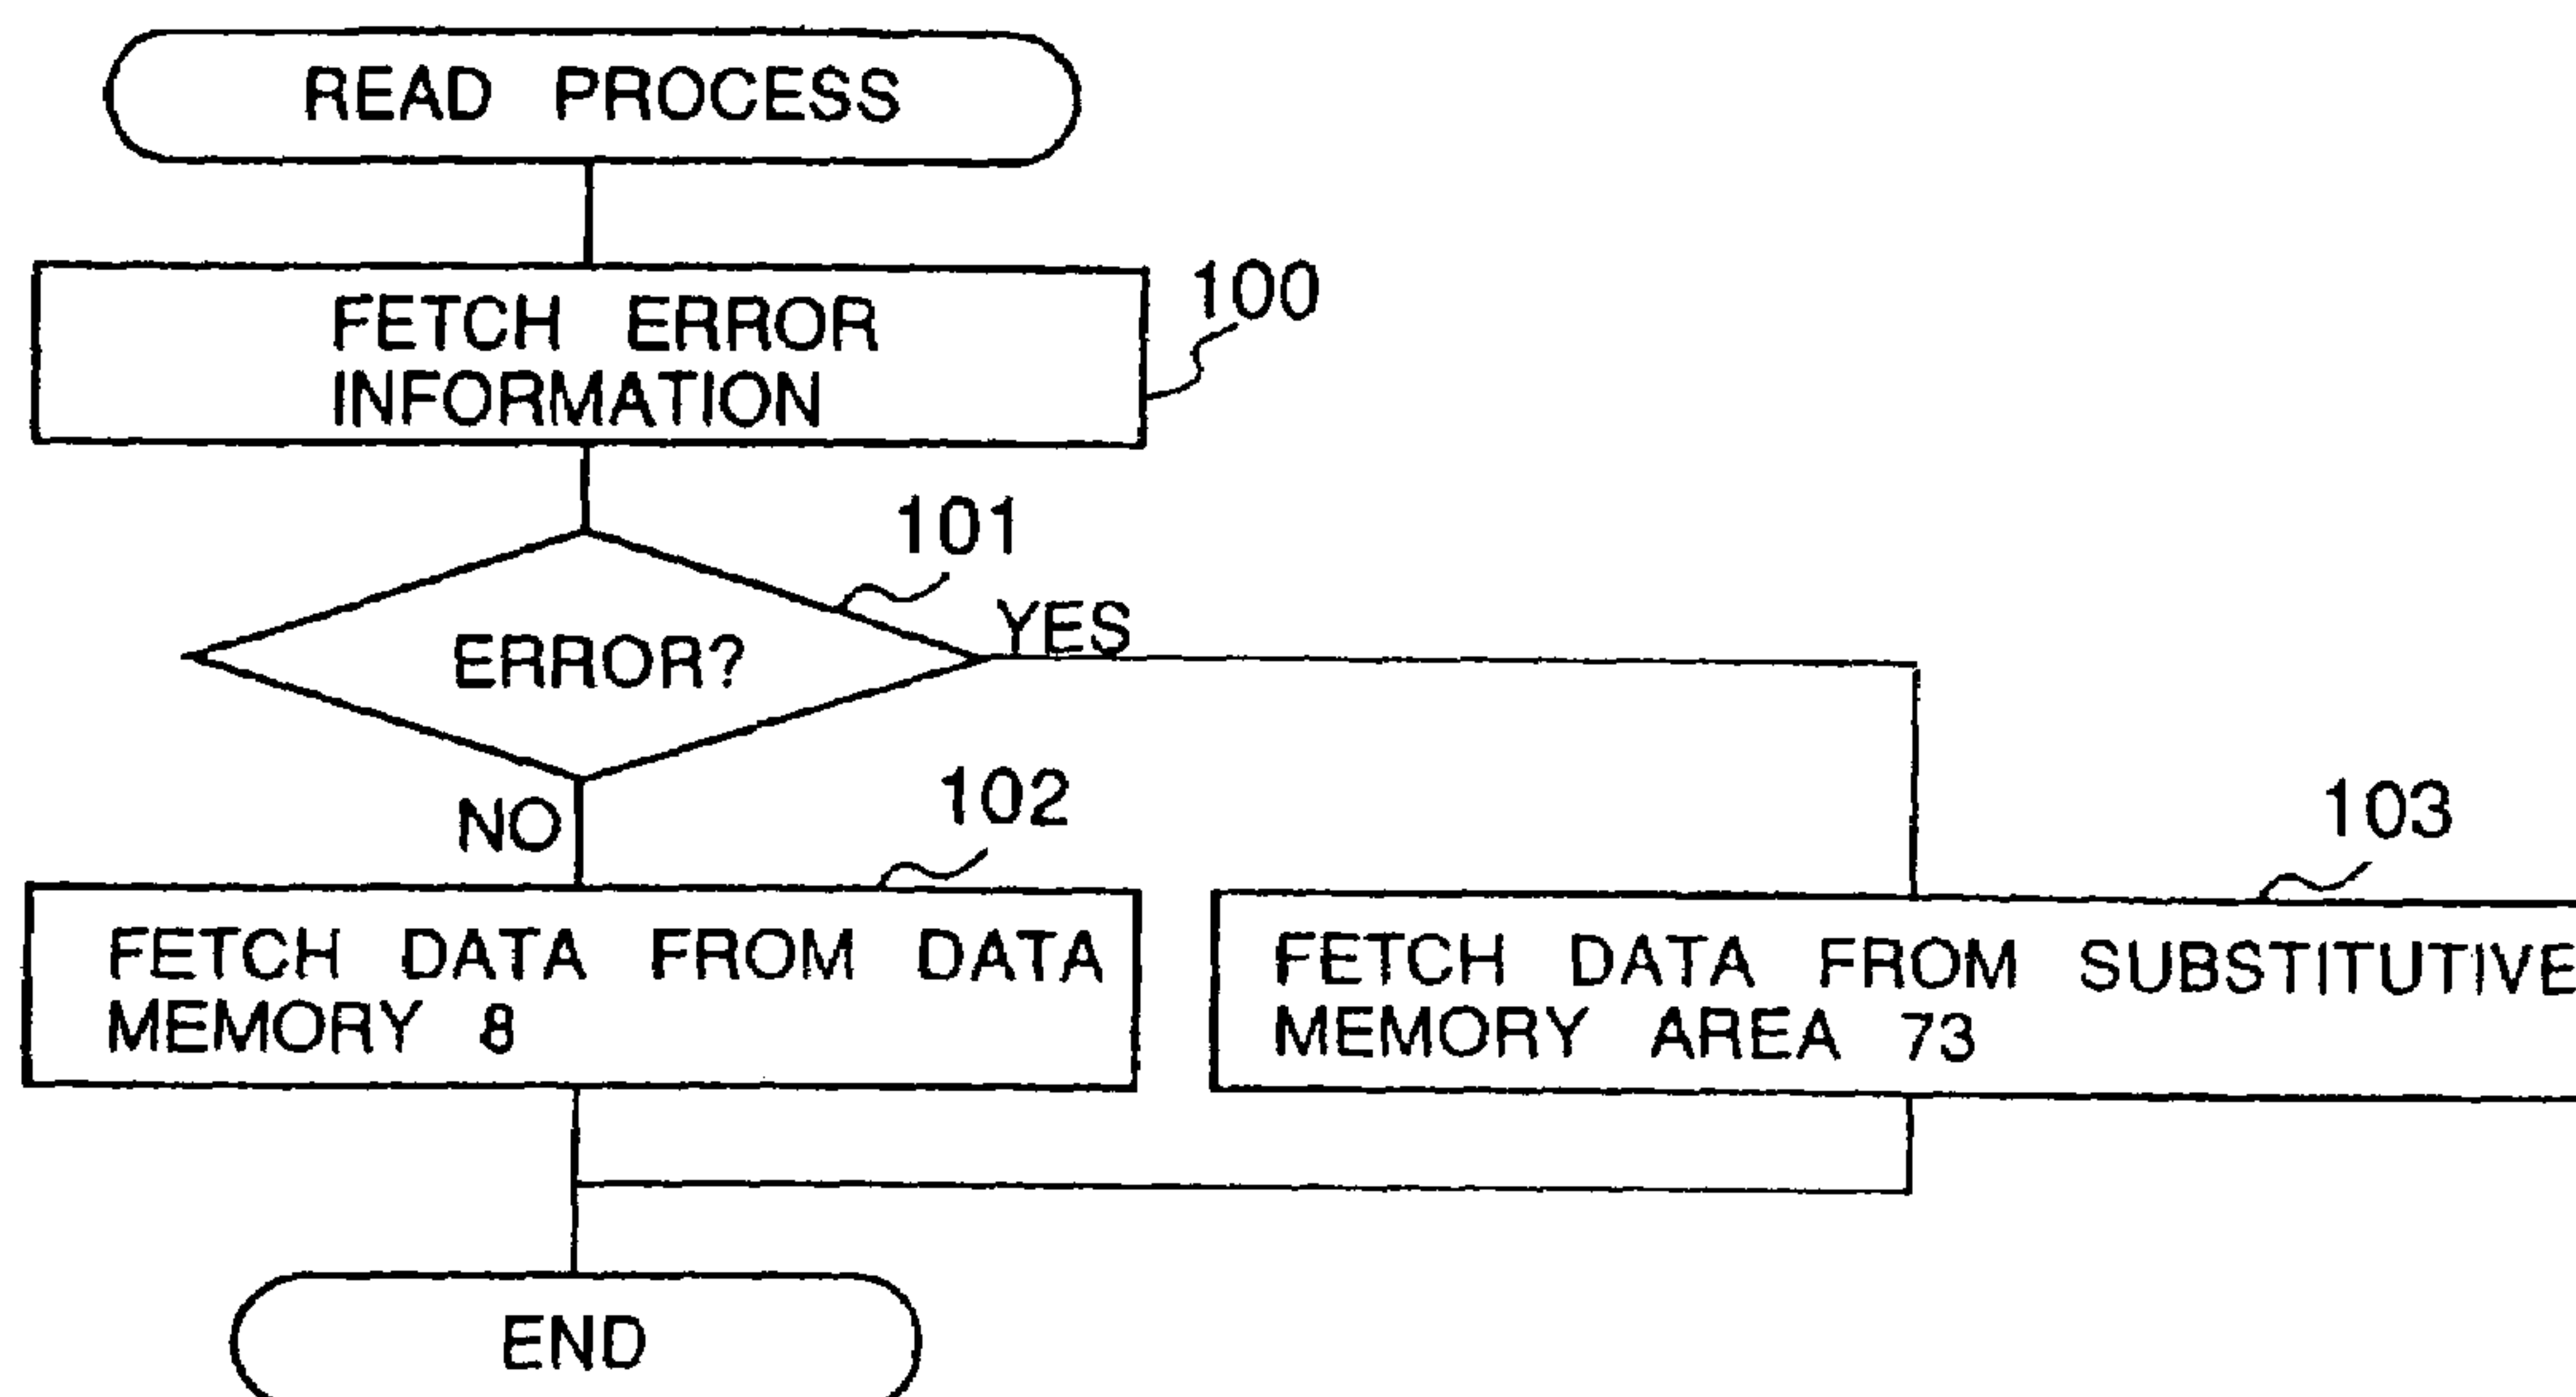 READ PROCESS
FETCH ERROR
INFORMATION
100
101
ERROR?
YES
NO
102
103
FETCH DATA FROM DATA
MEMORY 8
FETCH DATA FROM SUBSTITUTIVE
MEMORY AREA 73
END